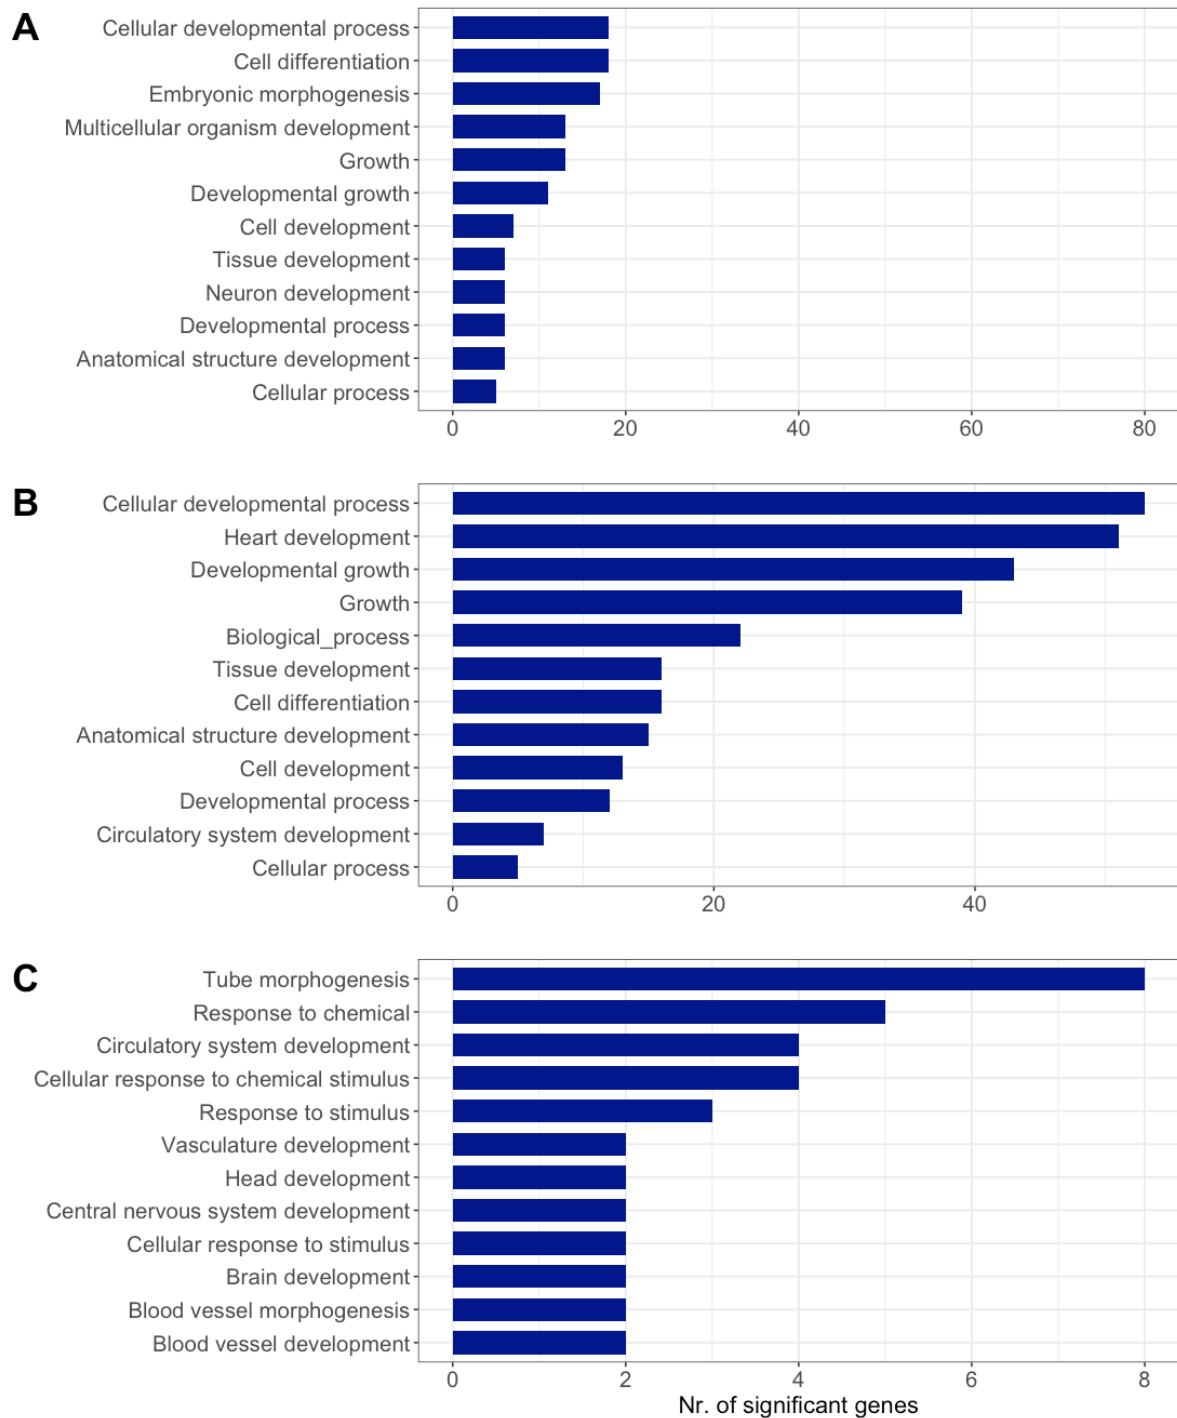 A
Cellular developmental process
Cell differentiation
Embryonic morphogenesis
Multicellular organism development
Growth
Developmental growth
Cell development
Tissue development
Neuron development
Developmental process
Anatomical structure development
Cellular process
0 20 40 60 80
B
Cellular developmental process
Heart development
Developmental growth
Growth
Biological_process
Tissue development
Cell differentiation
Anatomical structure development
Cell development
Developmental process
Circulatory system development
Cellular process
0 20 40
C
Tube morphogenesis
Response to chemical
Circulatory system development
Cellular response to chemical stimulus
Response to stimulus
Vasculature development
Head development
Central nervous system development
Cellular response to stimulus
Brain development
Blood vessel morphogenesis
Blood vessel development
0 2 4 6 8
Nr. of significant genes